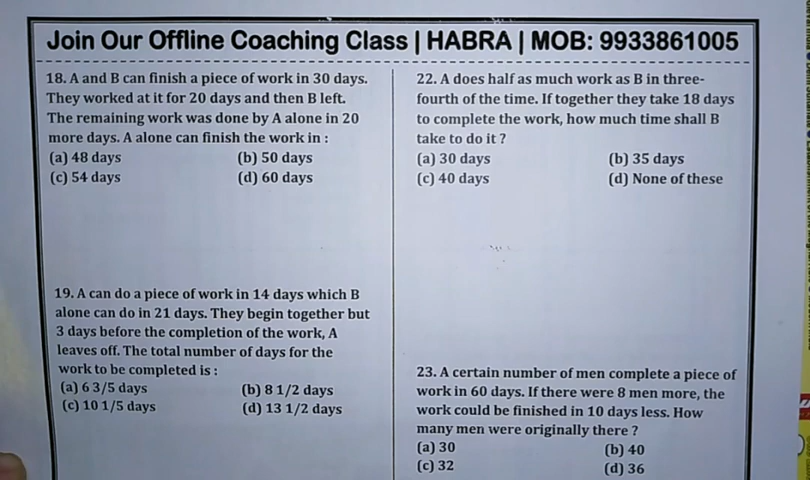 Join Our Offline Coaching Class | HABRA | MOB: 9933861005
18. A and B can finish a piece of work in 30 days.
They worked at it for 20 days and then B left.
The remaining work was done by A alone in 20
more days. A alone can finish the work in :
(a) 48 days (b) 50 days
(c) 54 days (d) 60 days
19. A can do a piece of work in 14 days which B
alone can do in 21 days. They begin together but
3 days before the completion of the work, A
leaves off. The total number of days for the
work to be completed is :
(a) 6 3/5 days (b) 8 1/2 days
(c) 10 1/5 days (d) 13 1/2 days
22. A does half as much work as B in three-
fourth of the time. If together they take 18 days
to complete the work, how much time shall B
take to do it ?
(a) 30 days (b) 35 days
(c) 40 days (d) None of these
23. A certain number of men complete a piece of
work in 60 days. If there were 8 men more, the
work could be finished in 10 days less. How
many men were originally there ?
(a) 30 (b) 40
(c) 32 (d) 36